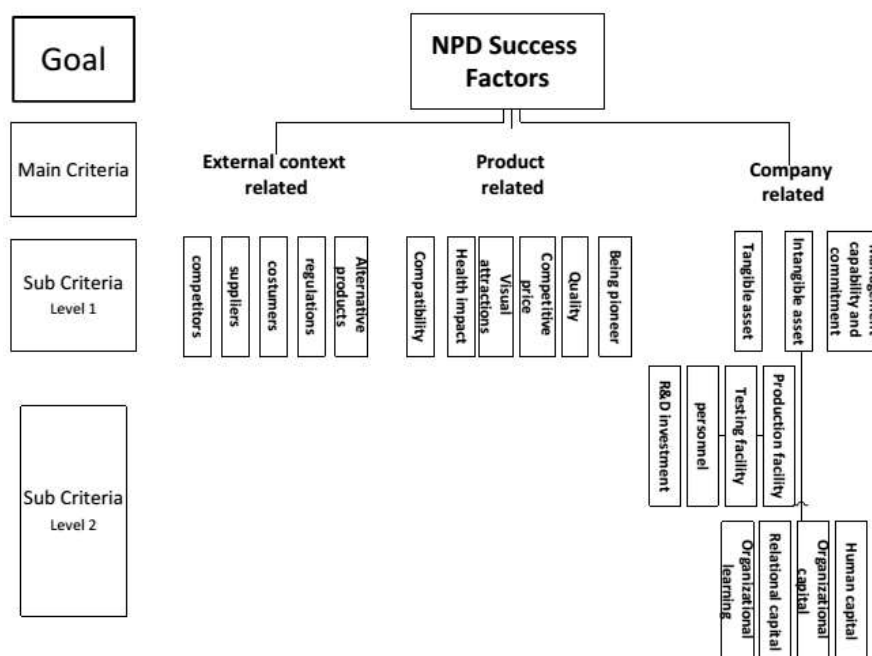 Goal
NPD Success
Factors
Main Criteria
External context
related
Product
related
Company
related
Sub Criteria
Level 1
competitors
suppliers
costumers
regulations
Alternative
products
Compatibility
Health impact
Visual
attractions
Competitive
price
Quality
Being pioneer
Tangible asset
Intangible asset
capability and
commitment
Sub Criteria
Level 2
R&D investment
personnel
Testing facility
Production facility
Organizational
learning
Relational capital
Organizational
capital
Human capital